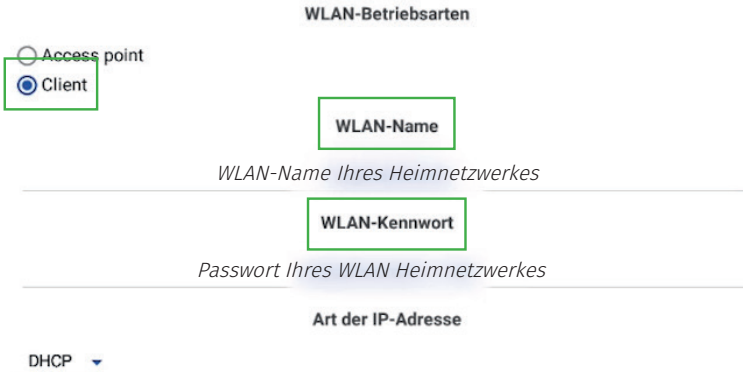 WLAN-Betriebsarten
Access point
Client
WLAN-Name
WLAN-Name Ihres Heimnetzwerkes
WLAN-Kennwort
Passwort Ihres WLAN Heimnetzwerkes
Art der IP-Adresse
DHCP